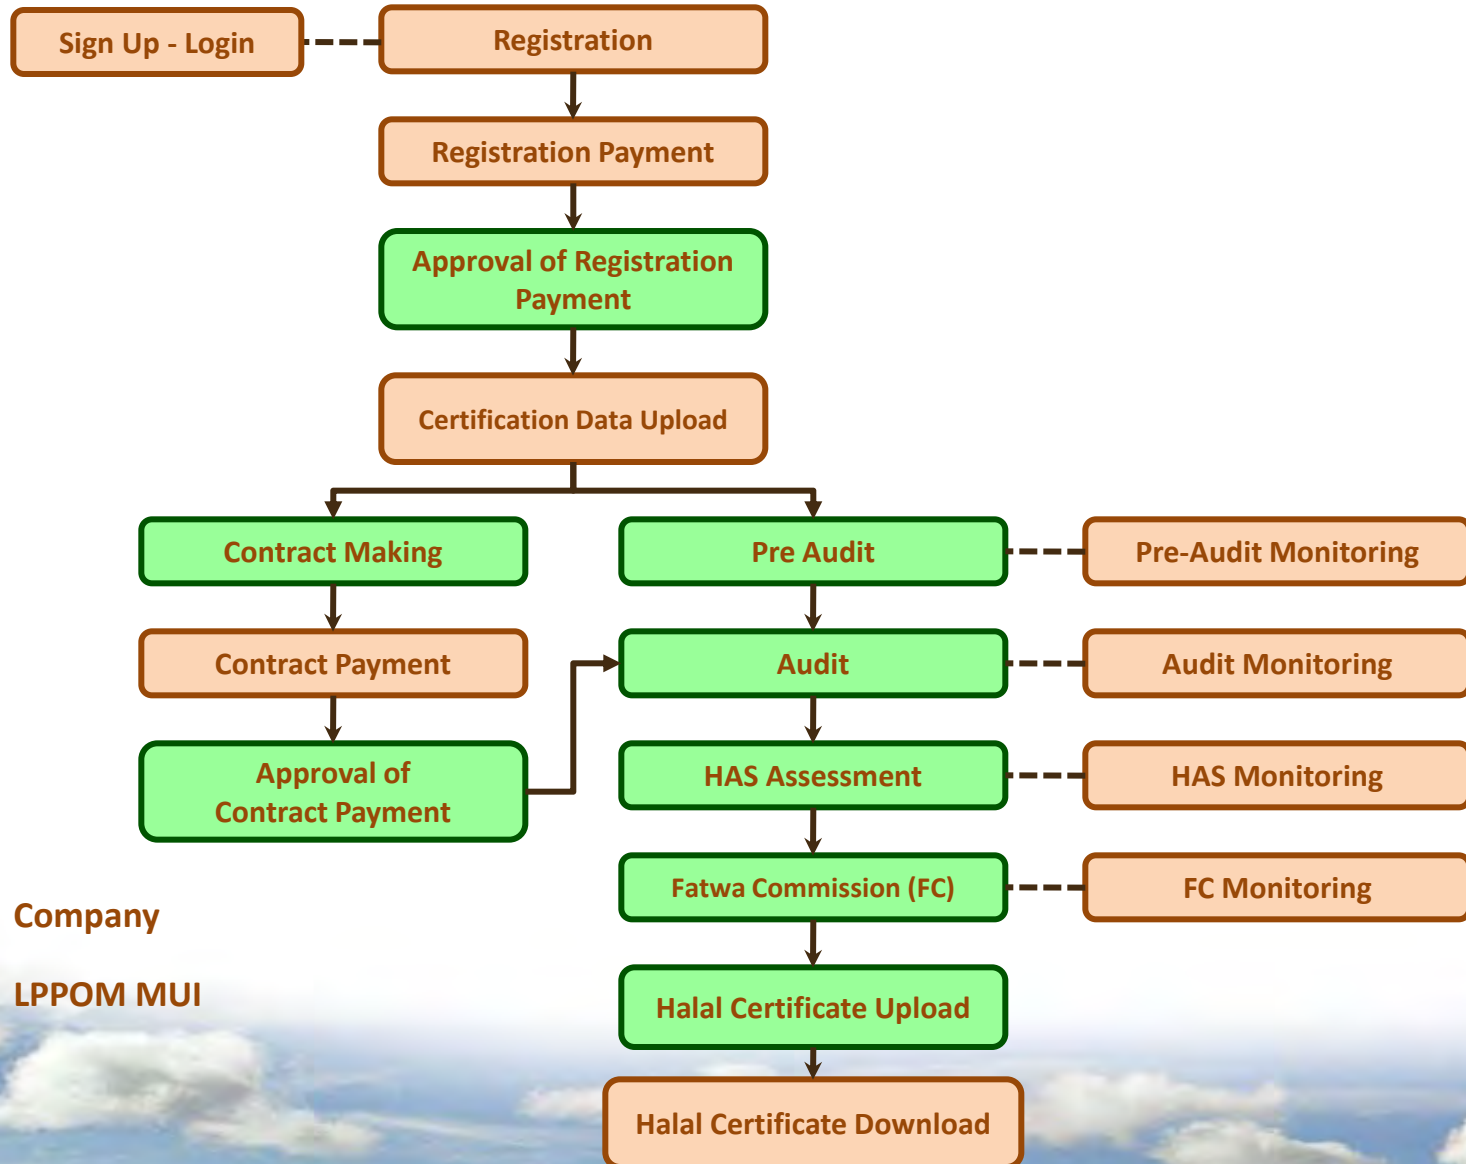 Sign Up - Login
Registration
Registration Payment
Approval of Registration
Payment
Certification Data Upload
Contract Making
Pre Audit
Pre-Audit Monitoring
Contract Payment
Audit
Audit Monitoring
Approval of
Contract Payment
HAS Assessment
HAS Monitoring
Fatwa Commission (FC)
FC Monitoring
Company
LPPOM MUI
Halal Certificate Upload
Halal Certificate Download